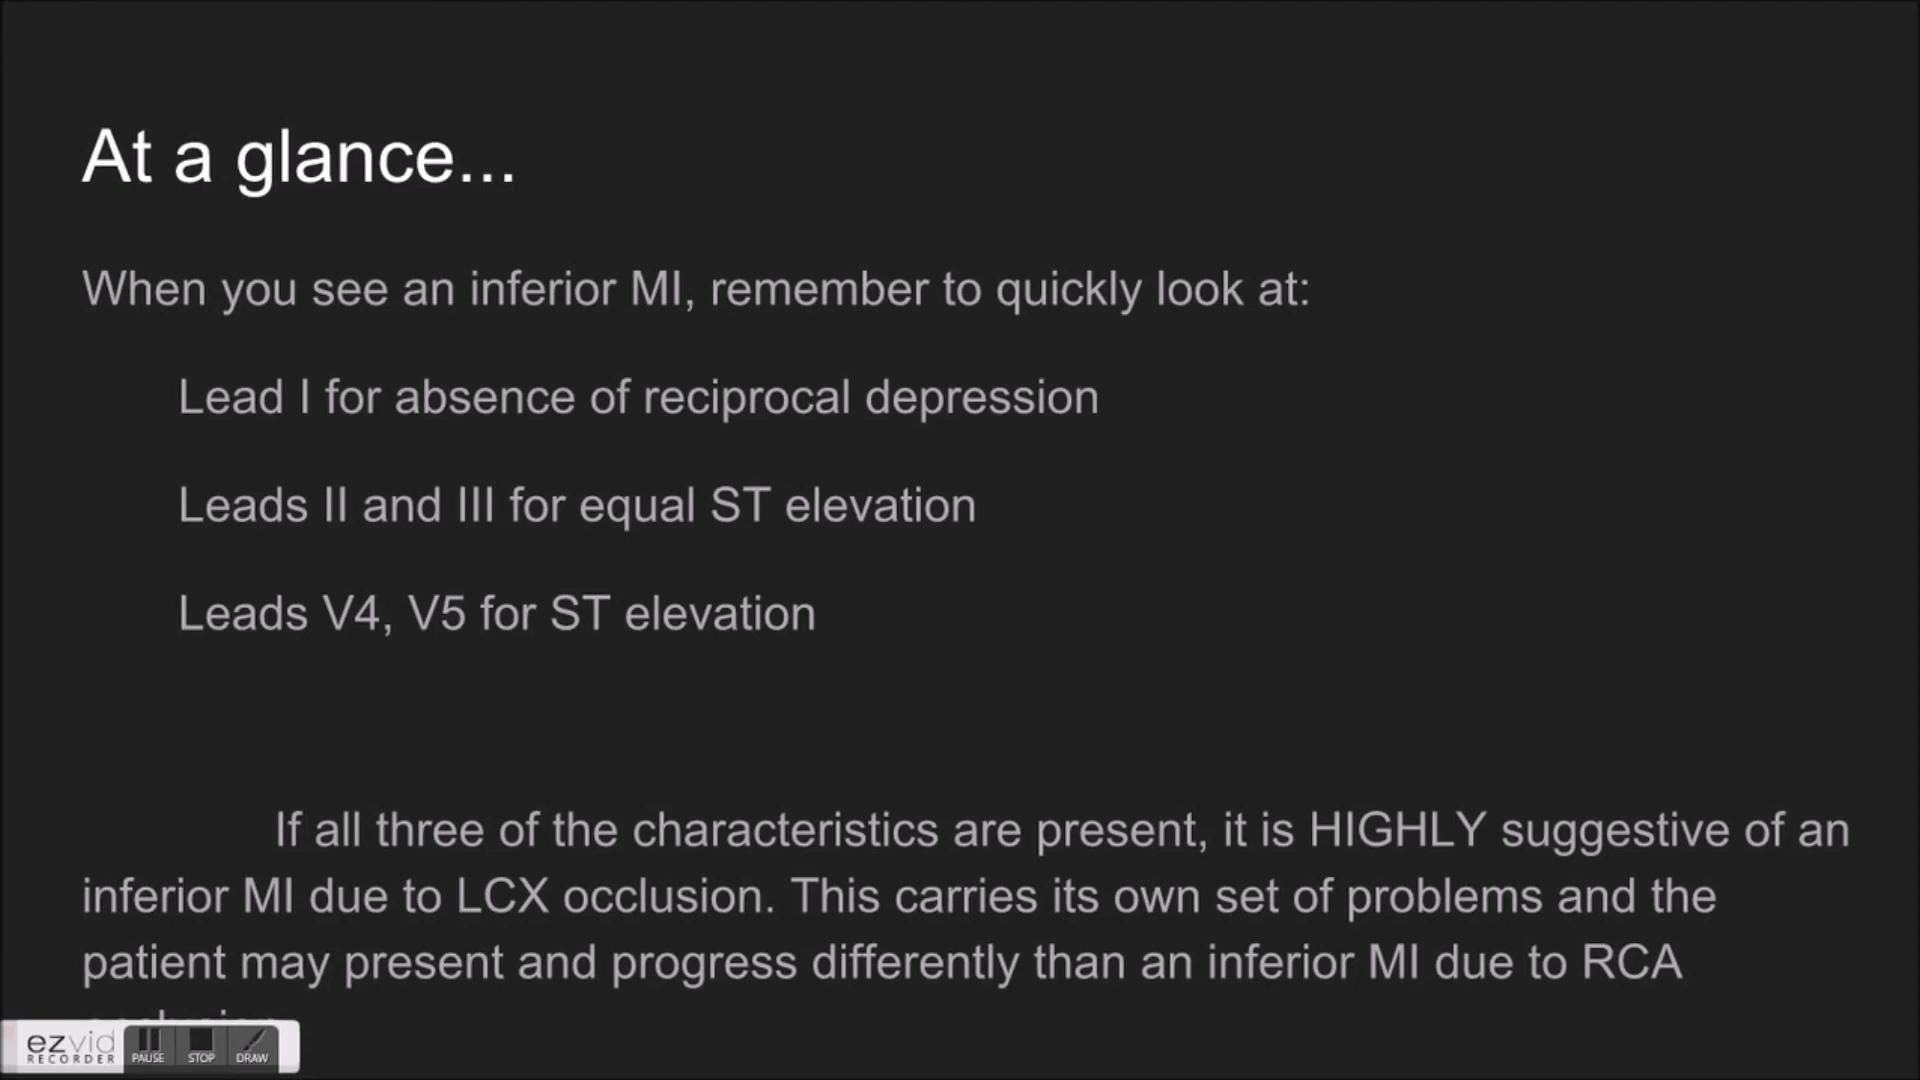 At a glance...
When you see an inferior MI, remember to quickly look at:
Lead I for absence of reciprocal depression
Leads II and III for equal ST elevation
Leads V4, V5 for ST elevation
If all three of the characteristics are present, it is HIGHLY suggestive of an
inferior MI due to LCX occlusion. This carries its own set of problems and the
patient may present and progress differently than an inferior MI due to RCA
ezvid
RECORDER
PAUSE STOP DRAW